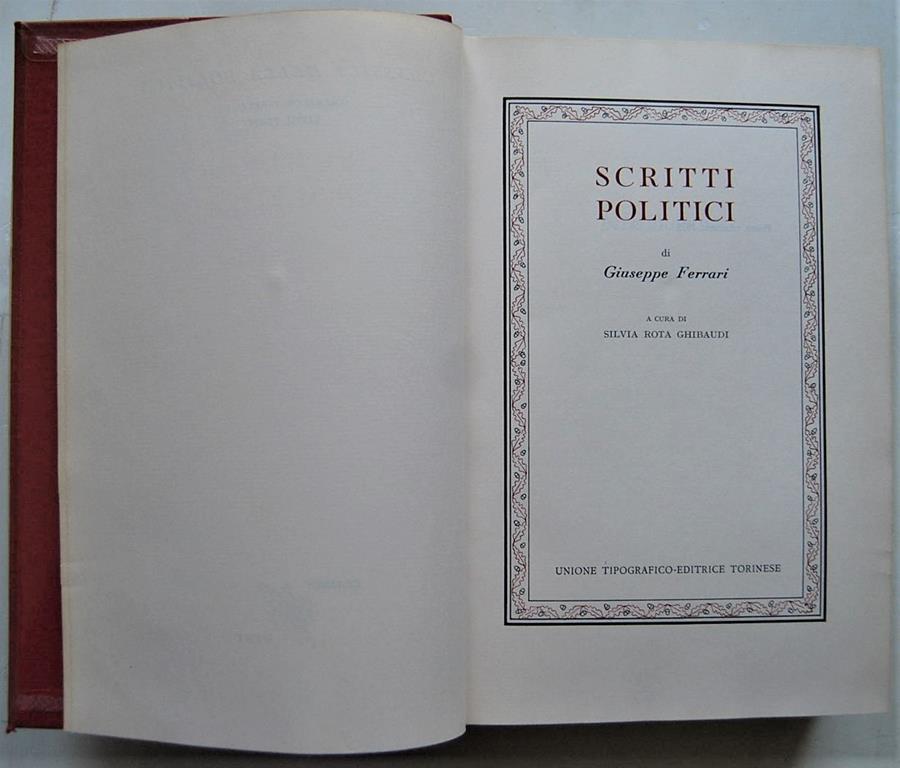 SCRITTI
POLITICI
di
Giuseppe Ferrari
A CURA DI
SILVIA ROTA GHIBAUDI
UNIONE TIPOGRAFICO-EDITRICE TORINESE